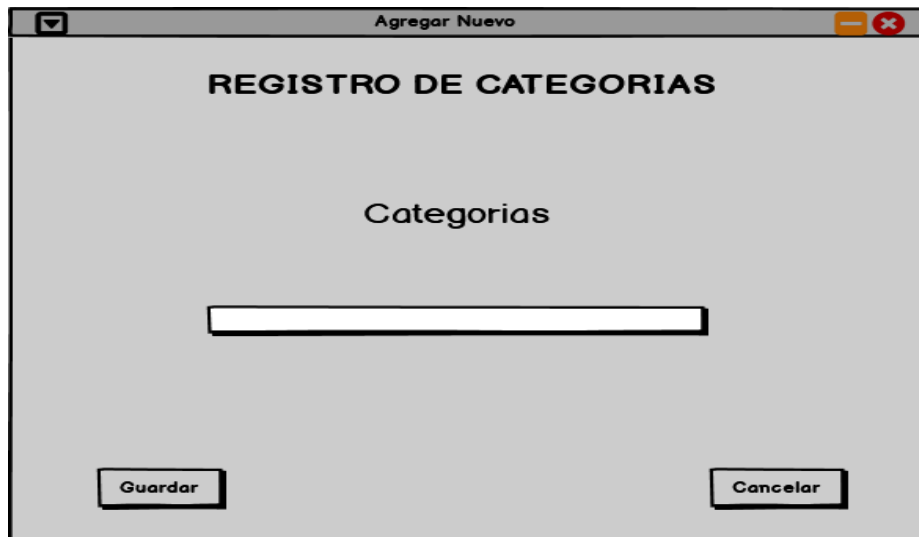 Agregar Nuevo
REGISTRO DE CATEGORIAS
Categorias
Guardar
Cancelar